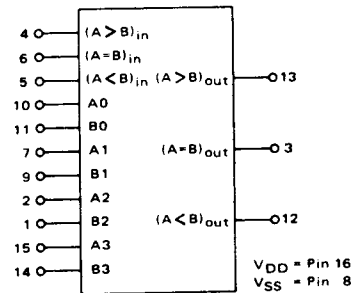 4 (A>B)in
6 (A=B)in
5 (A<B)in (A>B)out 13
10 A0
11 B0
7 A1 (A=B)out 3
9 B1
2 A2
1 B2 (A<B)out 12
15 A3
14 B3
VDD = Pin 16
VSS = Pin 8